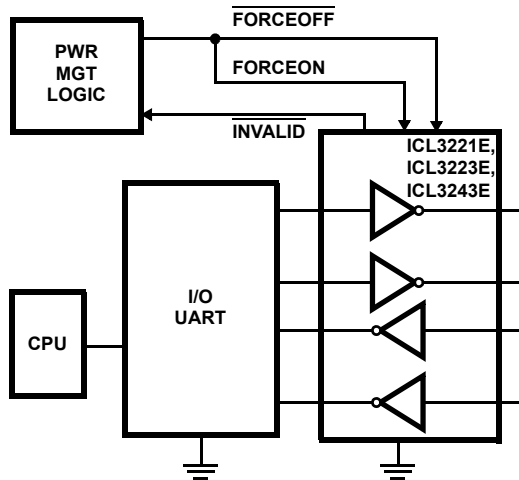 FORCEOFF
PWR
MGT
LOGIC
FORCEON
INVALID
ICL3221E,
ICL3223E,
ICL3243E
I/O
UART
CPU